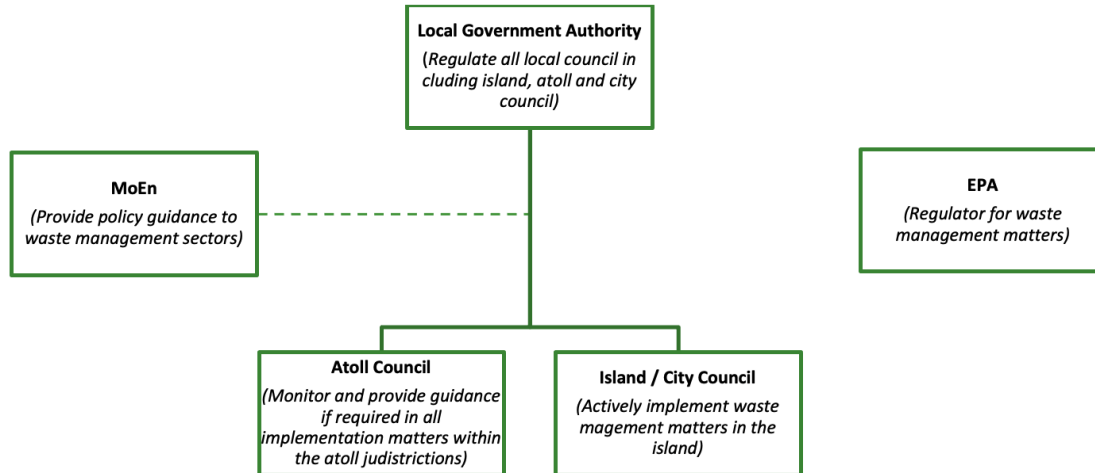 Local Government Authority
(Regulate all local council in
cluding island, atoll and city
council)
MoEn
(Provide policy guidance to
waste management sectors)
EPA
(Regulator for waste
management matters)
Atoll Council
(Monitor and provide guidance
if required in all
implementation matters within
the atoll judistrictions)
Island / City Council
(Actively implement waste
magement matters in the
island)